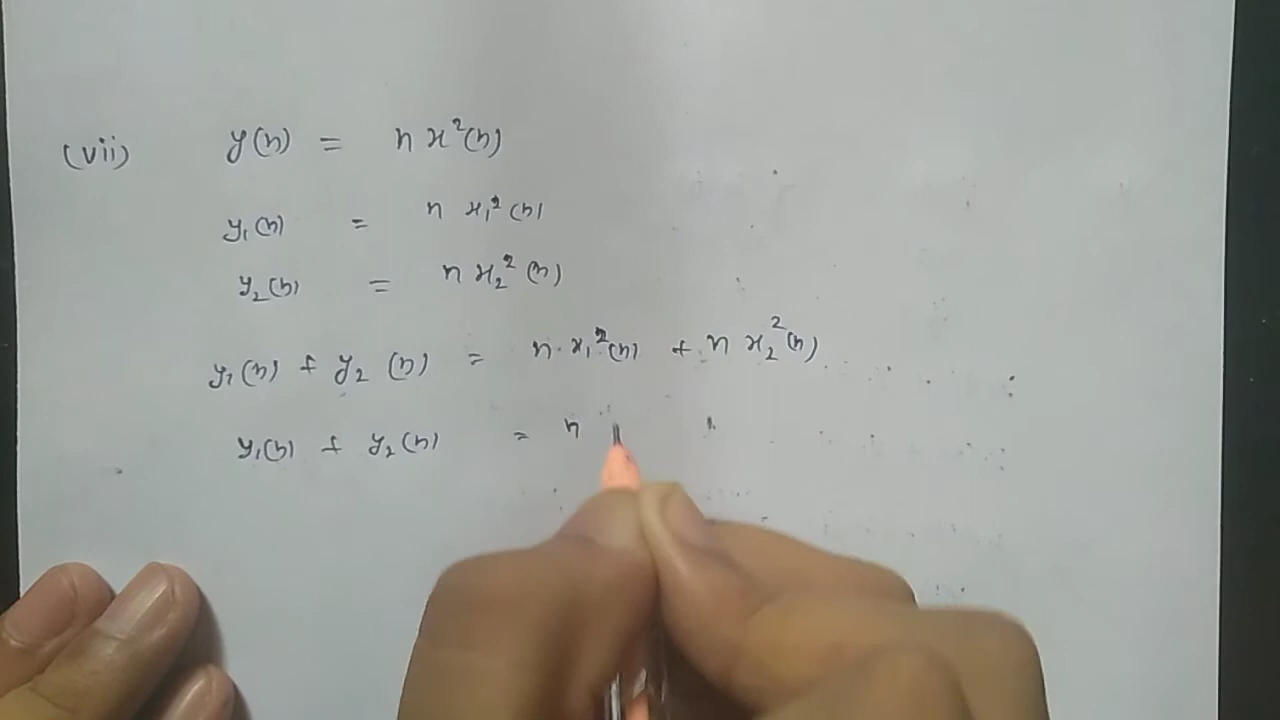 (vii) y(n) = n x²(n)
y₁(n) = n x₁²(n)
y₂(n) = n x₂²(n)
y₁(n) + y₂(n) = n·x₁²(n) + n x₂²(n)
y₁(n) + y₂(n) = n